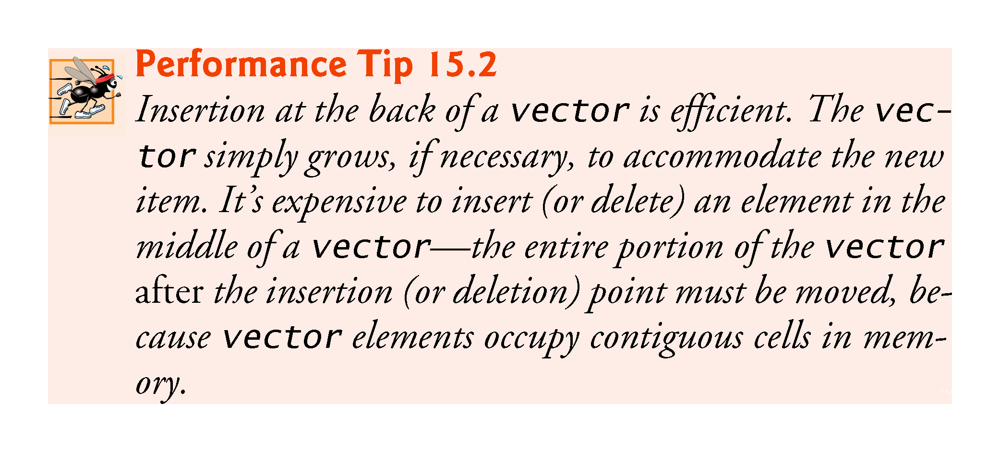 Performance Tip 15.2
Insertion at the back of a vector is efficient. The vec-
tor simply grows, if necessary, to accommodate the new
item. It’s expensive to insert (or delete) an element in the
middle of a vector—the entire portion of the vector
after the insertion (or deletion) point must be moved, be-
cause vector elements occupy contiguous cells in mem-
ory.